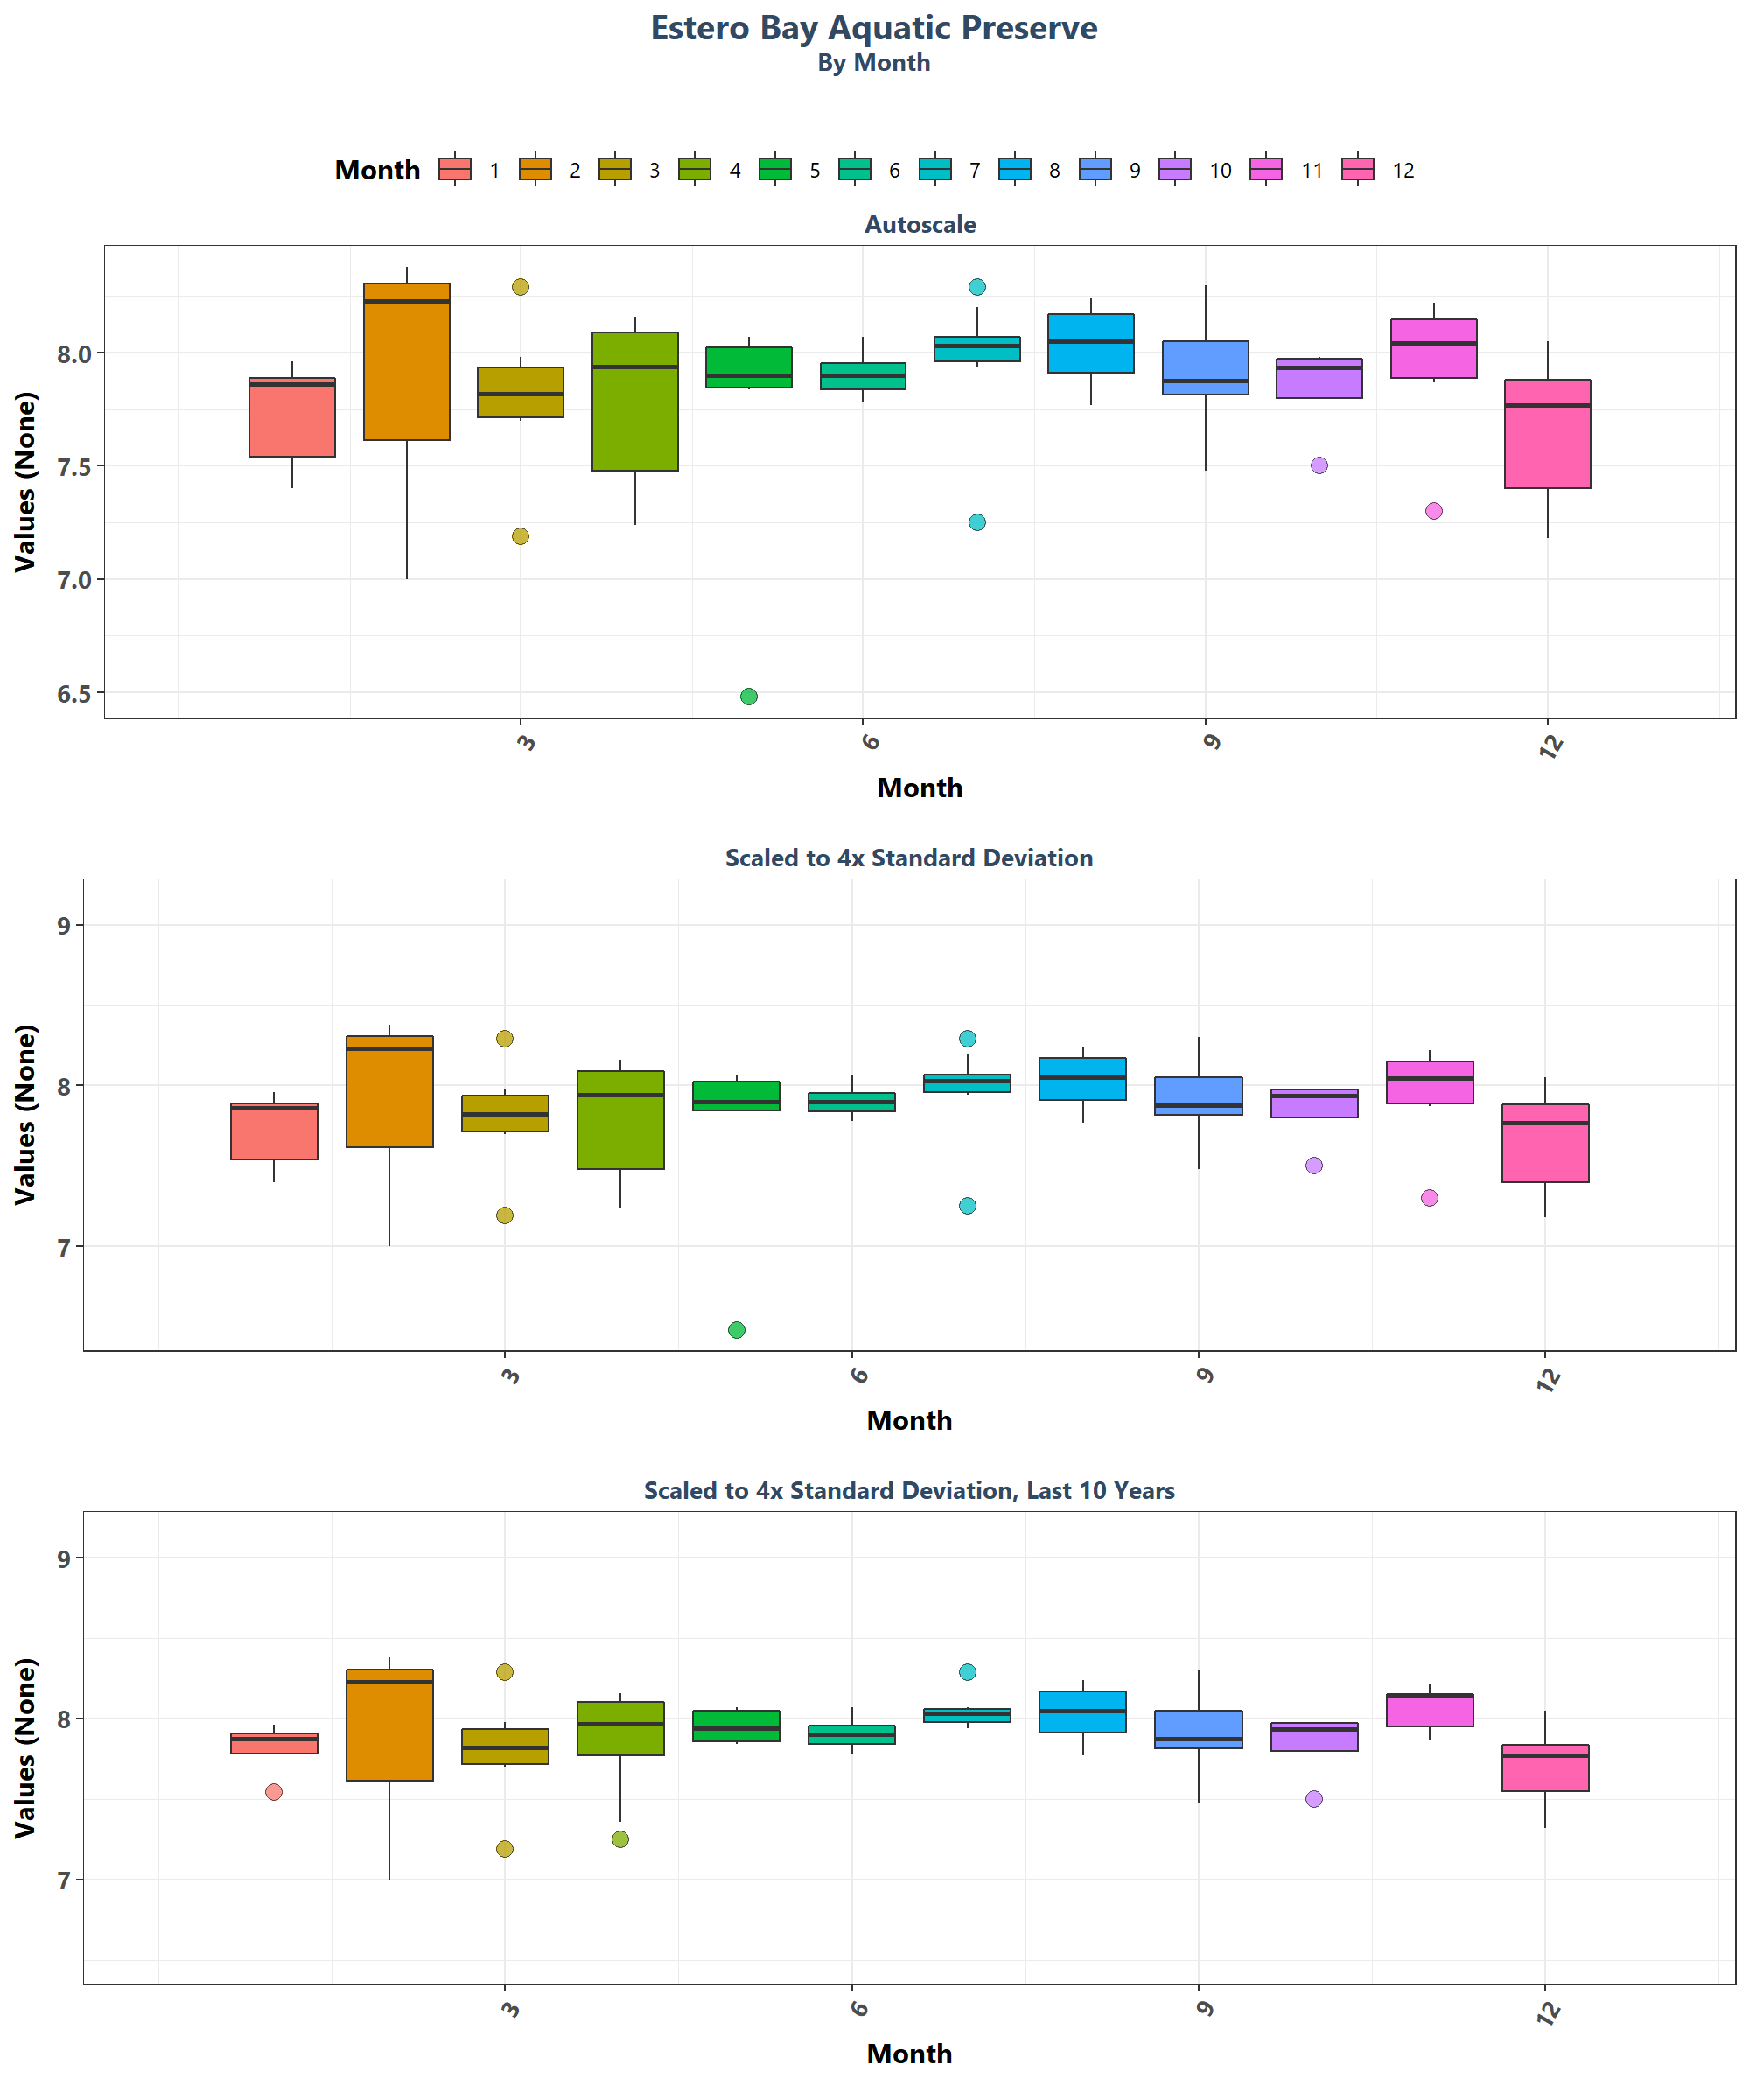 Estero Bay Aquatic Preserve
By Month
Month 1 2 3 4 5 6 7 8 9 10 11 12
Autoscale
Values (None)
8.0
7.5
7.0
6.5
3 6 9 12
Month
Scaled to 4x Standard Deviation
Values (None)
9
8
7
3 6 9 12
Month
Scaled to 4x Standard Deviation, Last 10 Years
Values (None)
9
8
7
3 6 9 12
Month